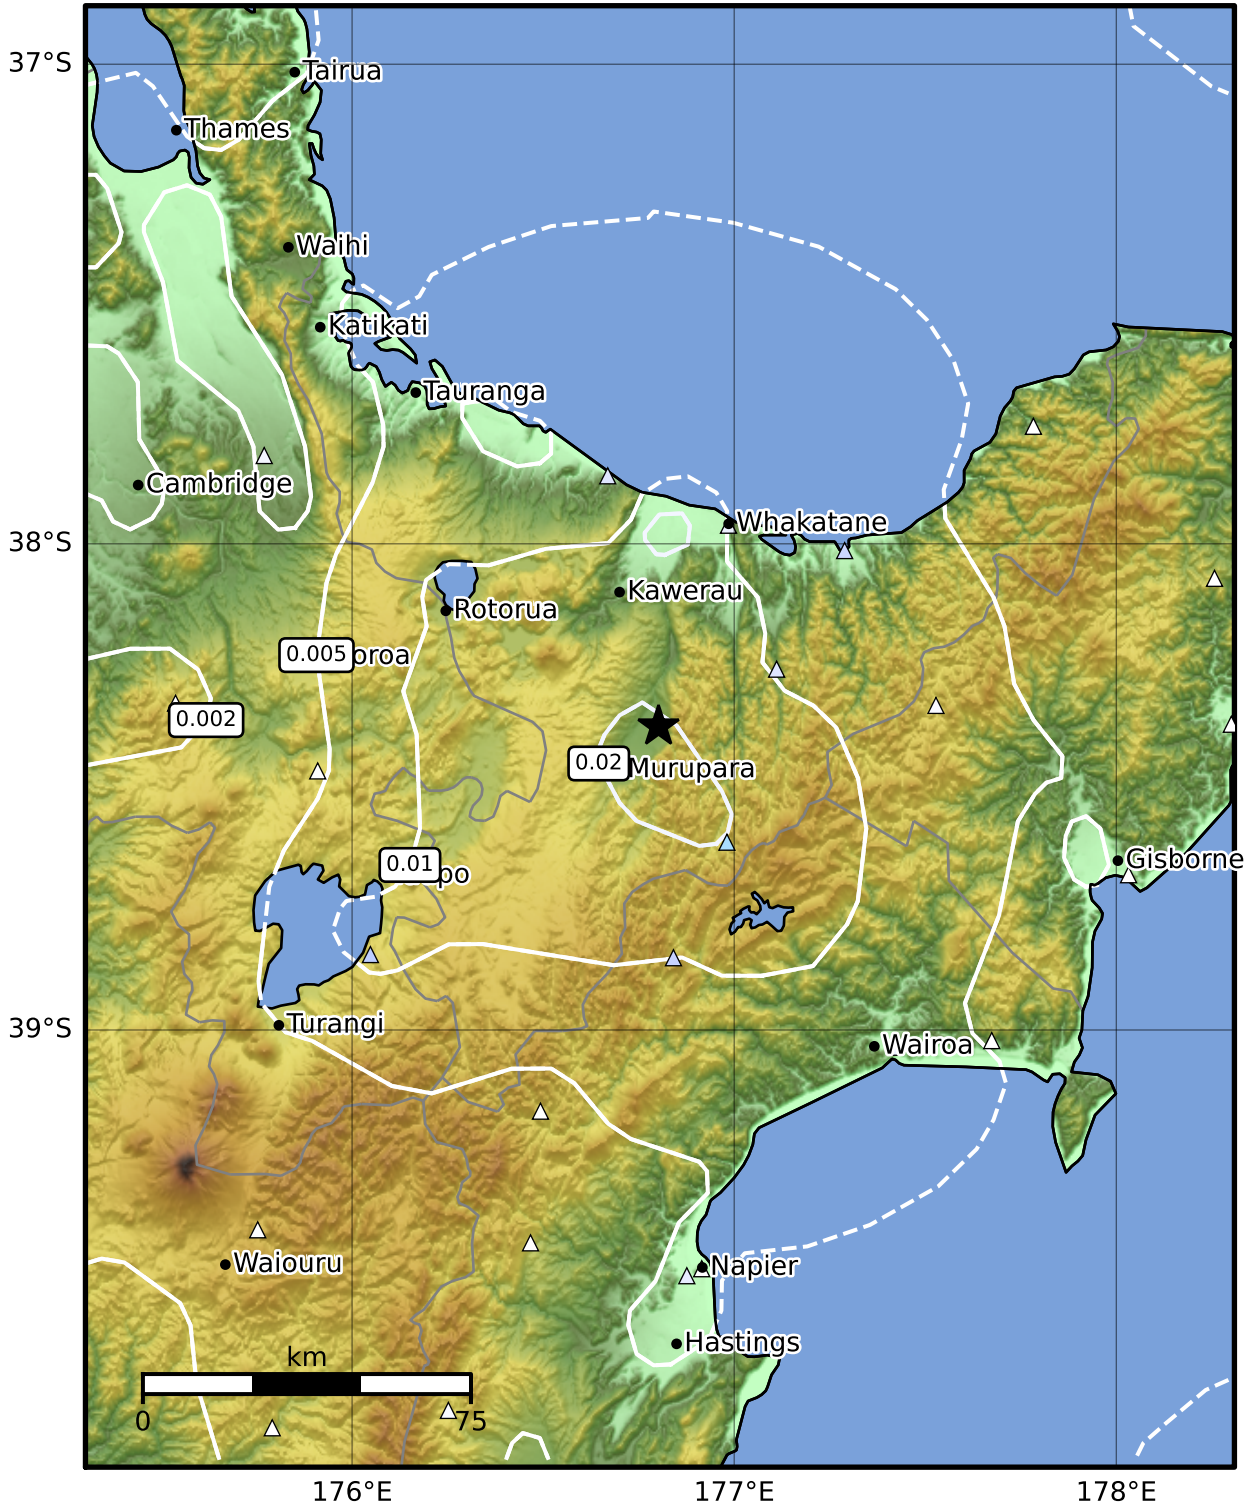 37°S
Tairua
Thames
Waihi
Katikati
Tauranga
Cambridge
Whakatane
38°S
Kawerau
Rotorua
0.005
oroa
0.002
0.02
Murupara
0.01
po
Gisborne
39°S
Turangi
Wairoa
Waiouru
Napier
Hastings
km
0
75
176°E
177°E
178°E